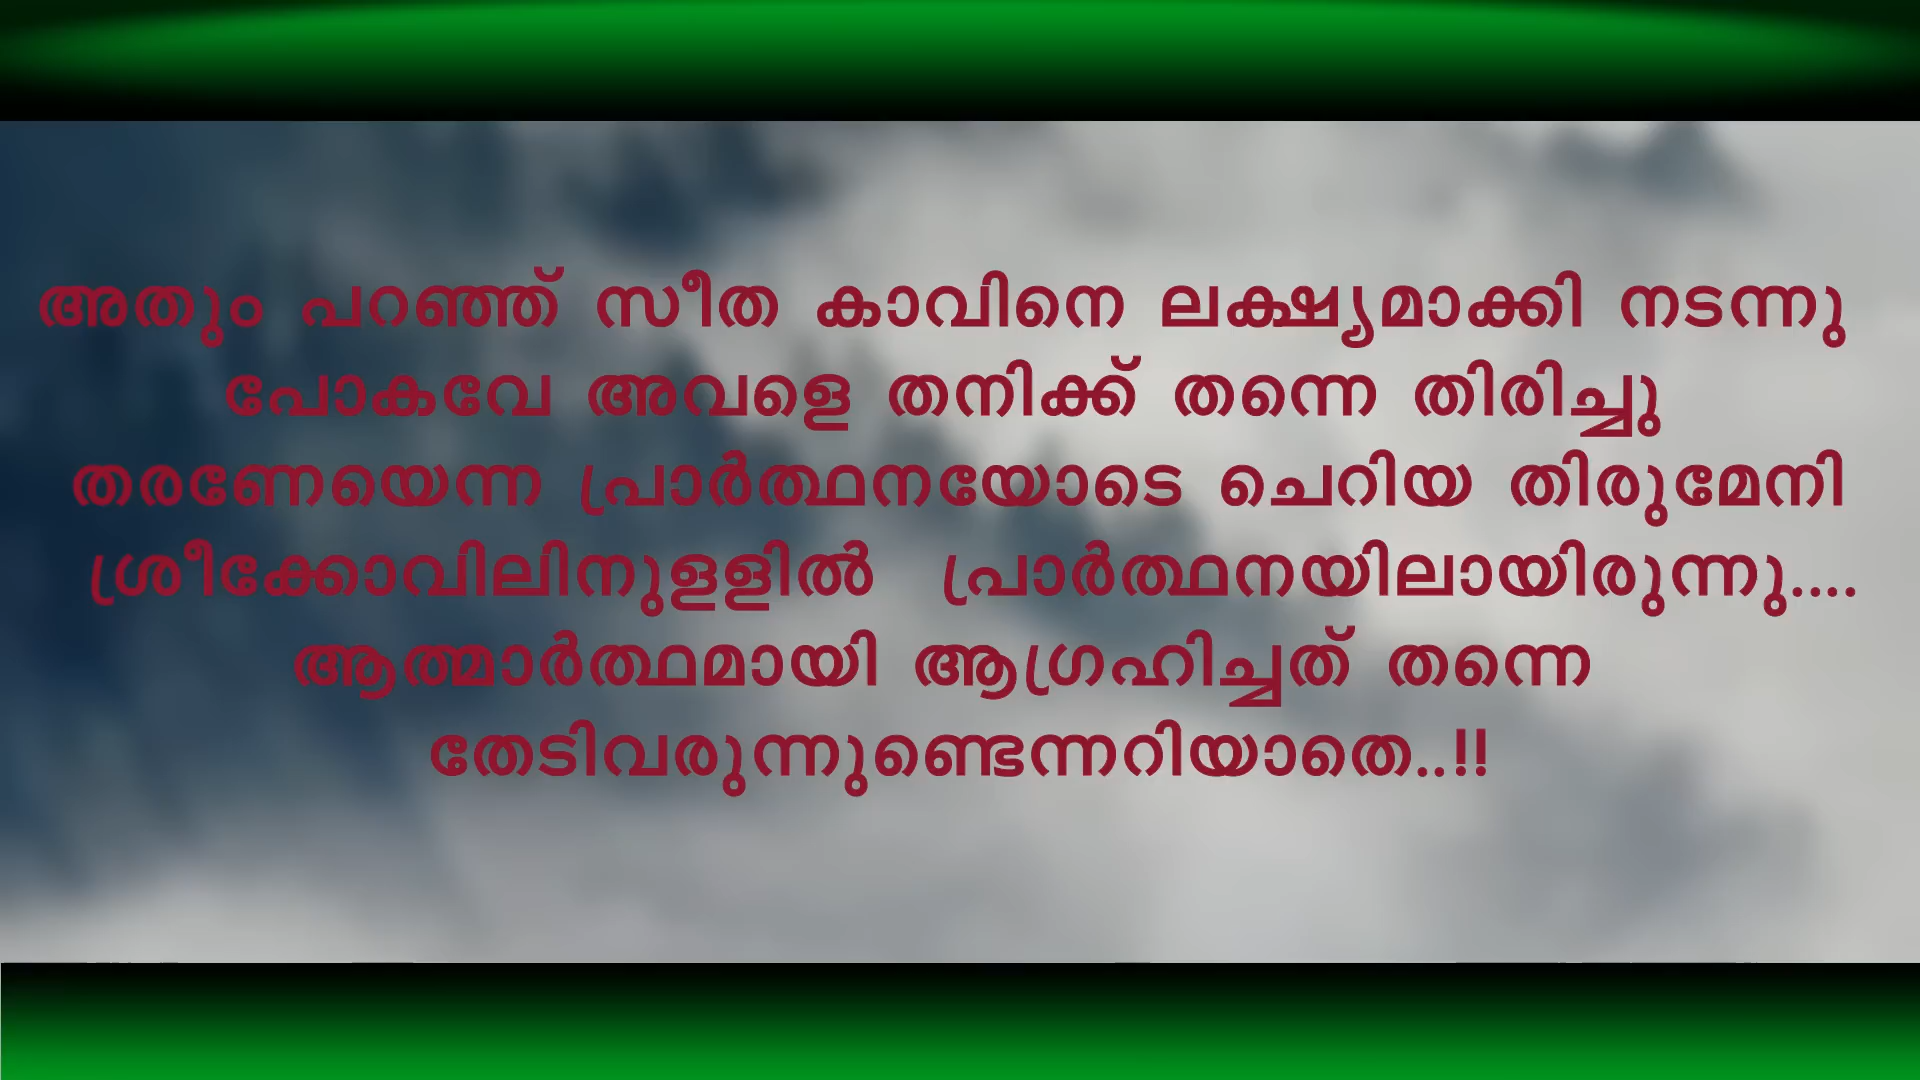 അതും പറഞ്ഞ് സീത കാവിനെ ലക്ഷ്യമാക്കി നടന്നു
പോകവേ അവളെ തനിക്ക് തന്നെ തിരിച്ചു
തരണേയെന്ന പ്രാർത്ഥനയോടെ ചെറിയ തിരുമേനി
ശ്രീക്കോവിലിനുളളിൽ പ്രാർത്ഥനയിലായിരുന്നു....
ആത്മാർത്ഥമായി ആഗ്രഹിച്ചത് തന്നെ
തേടിവരുന്നുണ്ടെന്നറിയാതെ..!!